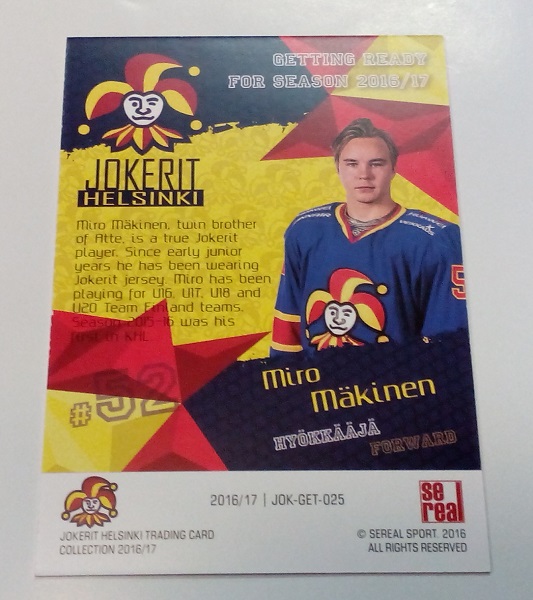 GETTING READY
FOR SEASON 2016/17
JOKERIT
HELSINKI
Miro Mäkinen, twin brother
of Atte, is a true Jokerit
player. Since early junior
years he has been wearing
Jokerit jersey. Miro has been
playing for U16, U17, U18 and
U20 Team Finland teams.
Season 2015-16 was his
first in KHL.
#52
5
Miro
Mäkinen
HYÖKKÄÄJÄ
FORWARD
2016/17 | JOK-GET-025
se
real
JOKERIT HELSINKI TRADING CARD
COLLECTION 2016/17
© SEREAL SPORT 2016
ALL RIGHTS RESERVED